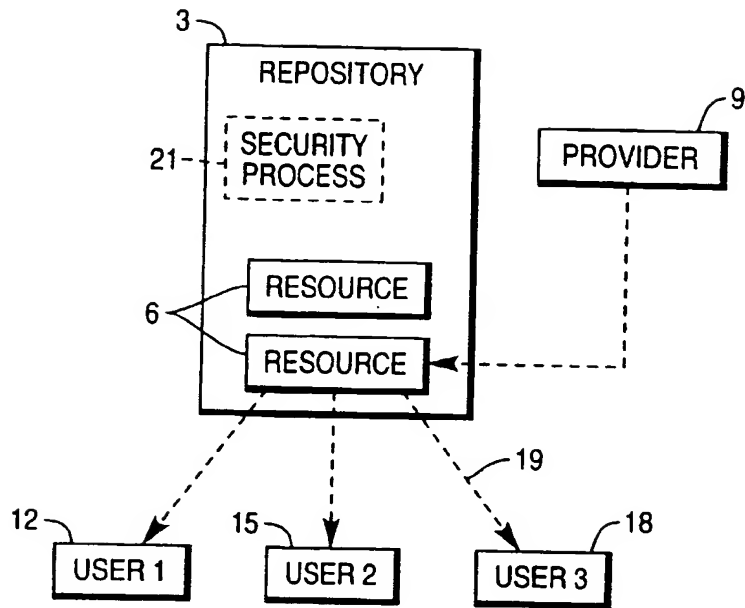 3
REPOSITORY
9
21
SECURITY
PROCESS
PROVIDER
RESOURCE
6
RESOURCE
19
12
15
18
USER 1
USER 2
USER 3